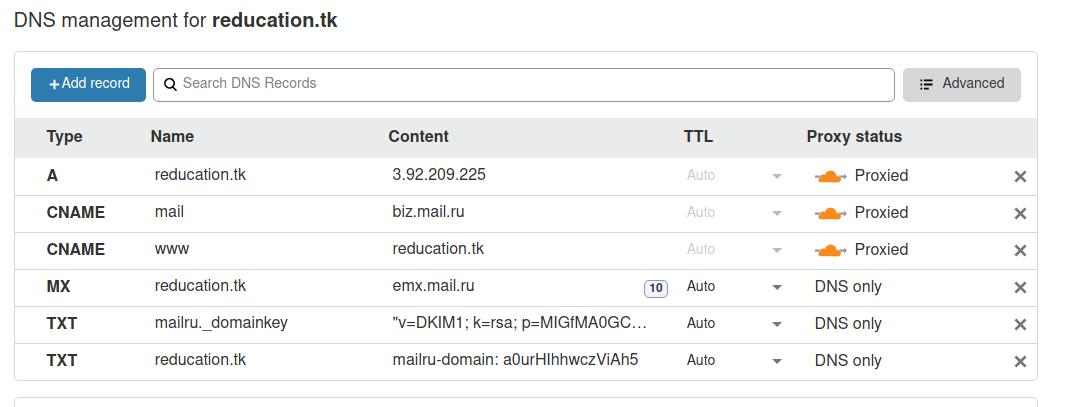 DNS management for reducation.tk
+Add record Search DNS Records Advanced
Type Name Content TTL Proxy status
A reducation.tk 3.92.209.225 Auto Proxied
CNAME mail biz.mail.ru Auto Proxied
CNAME www reducation.tk Auto Proxied
MX reducation.tk emx.mail.ru 10 Auto DNS only
TXT mailru._domainkey "v=DKIM1; k=rsa; p=MIGfMA0GC... Auto DNS only
TXT reducation.tk mailru-domain: a0urHIhhwczViAh5 Auto DNS only